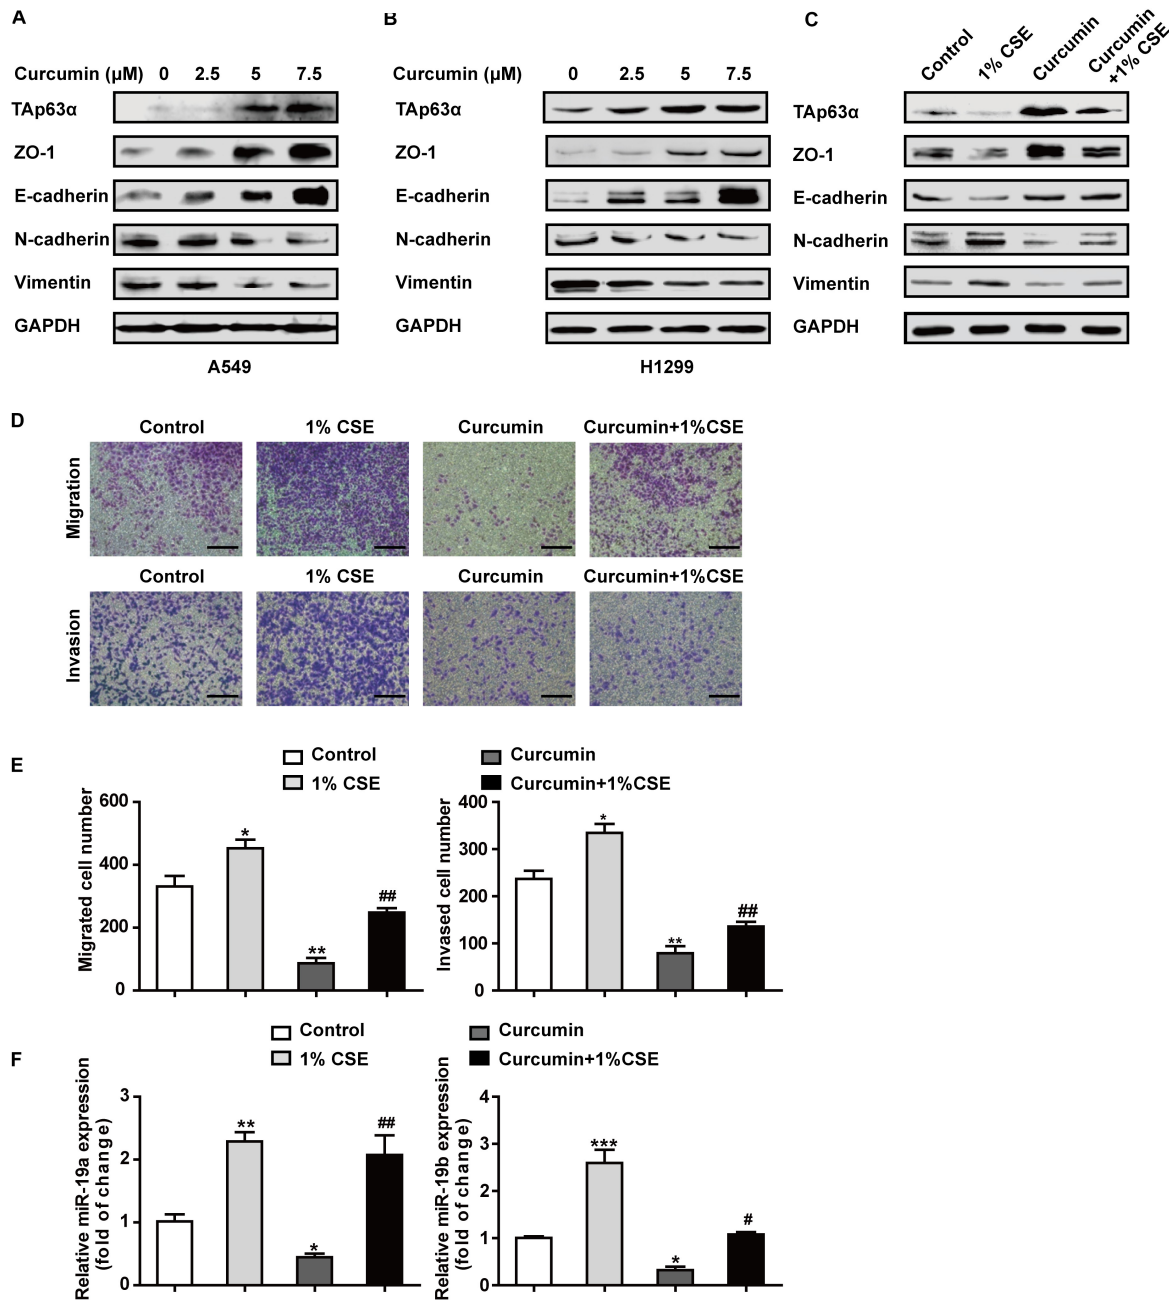 A
Curcumin (μM) 0 2.5 5 7.5
TAp63α
ZO-1
E-cadherin
N-cadherin
Vimentin
GAPDH
A549
B
Curcumin (μM) 0 2.5 5 7.5
TAp63α
ZO-1
E-cadherin
N-cadherin
Vimentin
GAPDH
H1299
C
Control
1% CSE
Curcumin
Curcumin
+1% CSE
TAp63α
ZO-1
E-cadherin
N-cadherin
Vimentin
GAPDH
D
Control 1% CSE Curcumin Curcumin+1%CSE
Migration
Control 1% CSE Curcumin Curcumin+1%CSE
Invasion
E
Control
1% CSE
Curcumin
Curcumin+1%CSE
Migrated cell number
600
400
200
0
*
**
##
Invased cell number
400
300
200
100
0
*
**
##
F
Control
1% CSE
Curcumin
Curcumin+1%CSE
Relative miR-19a expression
(fold of change)
3
2
1
0
**
*
##
Relative miR-19b expression
(fold of change)
4
3
2
1
0
***
*
#